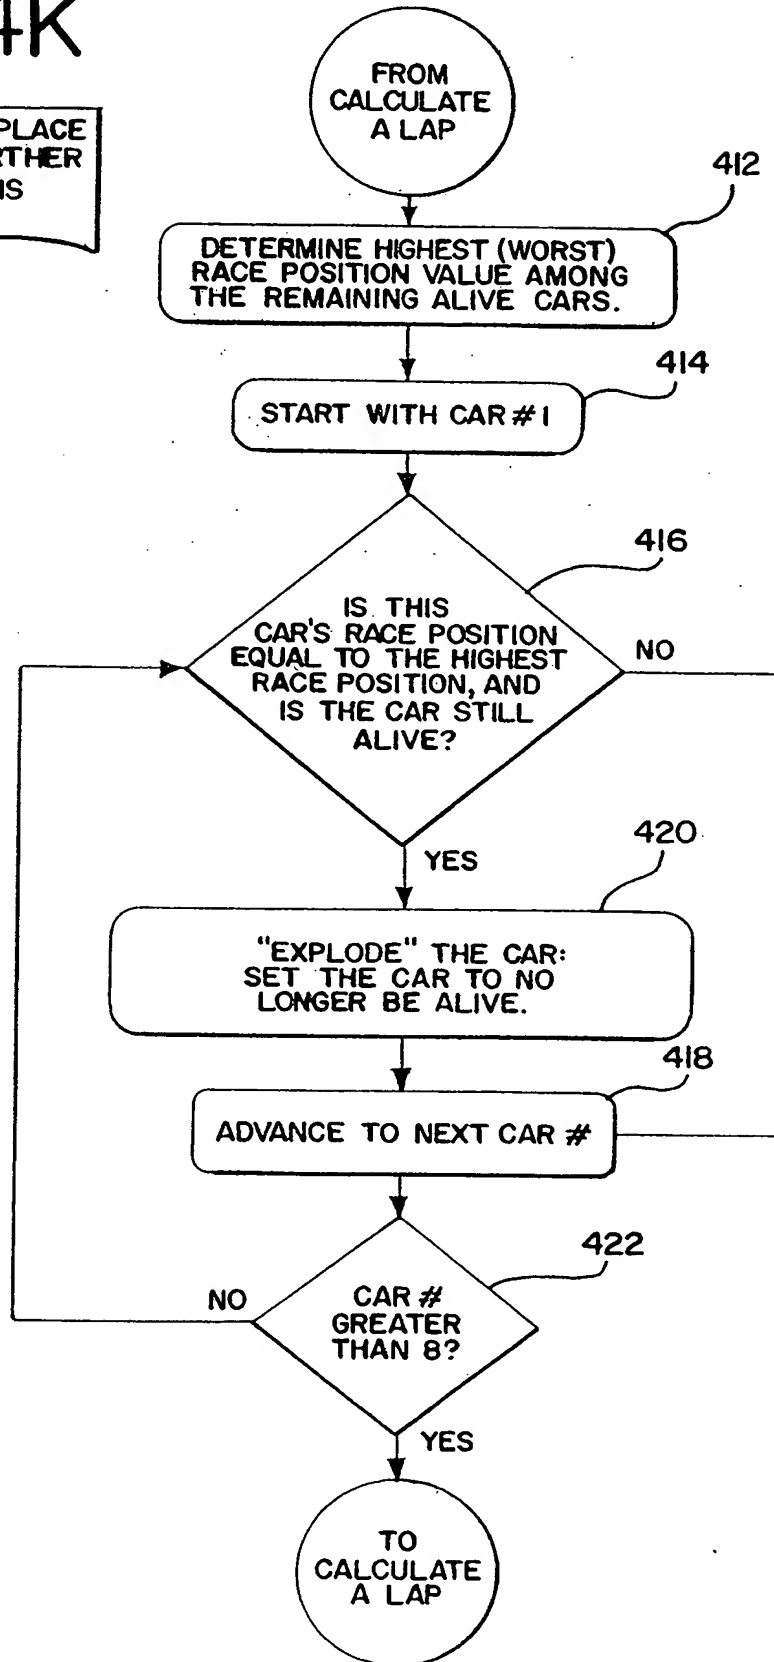 4K
PLACE
RTHER
IS
FROM
CALCULATE
A LAP
412
DETERMINE HIGHEST (WORST)
RACE POSITION VALUE AMONG
THE REMAINING ALIVE CARS.
414
START WITH CAR #1
416
IS THIS
CAR'S RACE POSITION
EQUAL TO THE HIGHEST
RACE POSITION, AND
IS THE CAR STILL
ALIVE?
NO
YES
420
"EXPLODE" THE CAR:
SET THE CAR TO NO
LONGER BE ALIVE.
418
ADVANCE TO NEXT CAR #
422
NO
CAR #
GREATER
THAN 8?
YES
TO
CALCULATE
A LAP